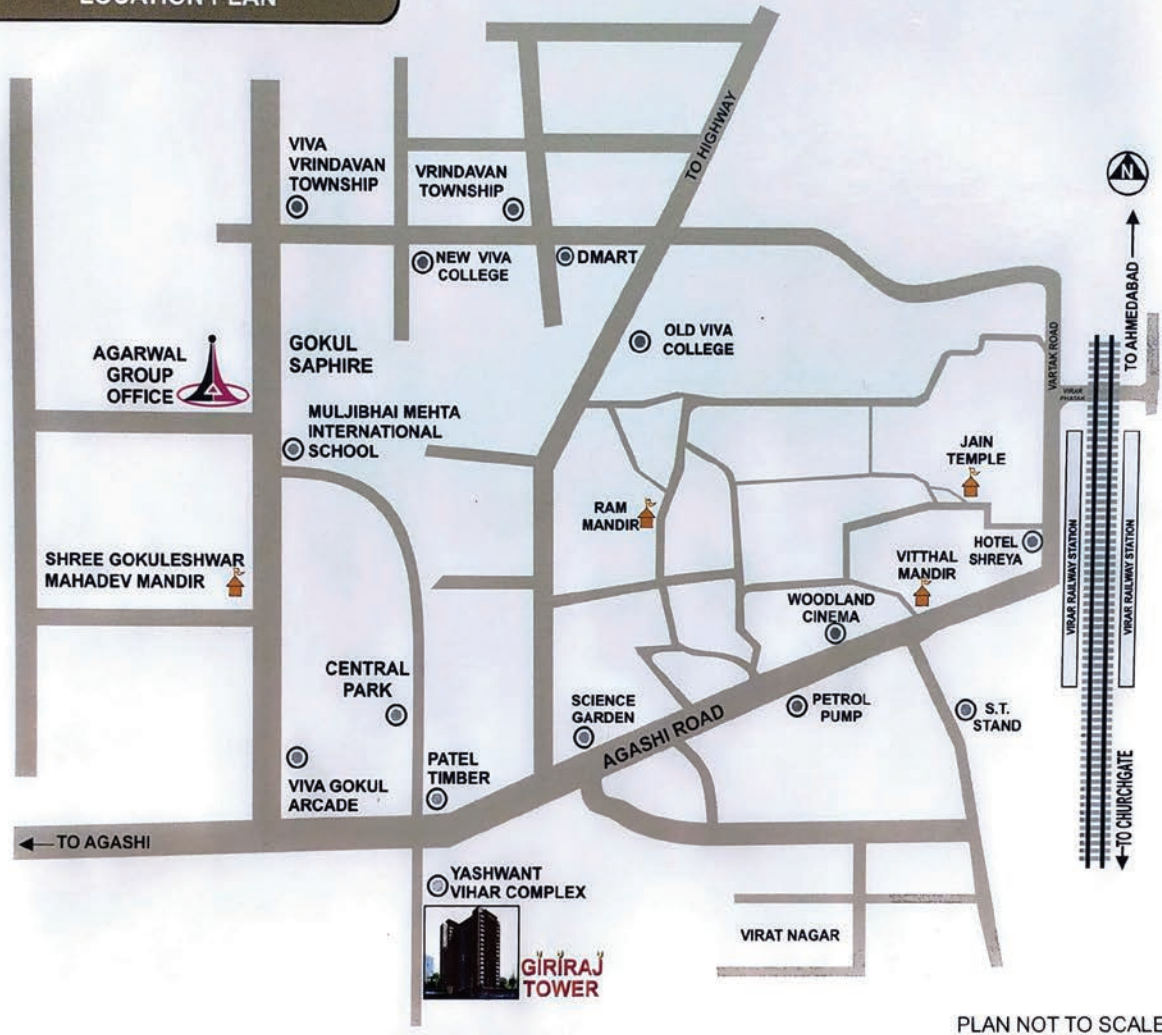 LOCATION PLAN
TO HIGHWAY
N
VIVA
VRINDAVAN
TOWNSHIP
VRINDAVAN
TOWNSHIP
NEW VIVA
COLLEGE
DMART
TO AHMEDABAD
OLD VIVA
COLLEGE
VARTAK ROAD
VIRAR
PHATAK
AGARWAL
GROUP
OFFICE
GOKUL
SAPHIRE
MULJIBHAI MEHTA
INTERNATIONAL
SCHOOL
JAIN
TEMPLE
RAM
MANDIR
HOTEL
SHREYA
VIRAR RAILWAY STATION
VIRAR RAILWAY STATION
SHREE GOKULESHWAR
MAHADEV MANDIR
VITTHAL
MANDIR
WOODLAND
CINEMA
CENTRAL
PARK
SCIENCE
GARDEN
AGASHI ROAD
PETROL
PUMP
S.T.
STAND
VIVA GOKUL
ARCADE
PATEL
TIMBER
TO CHURCHGATE
TO AGASHI
YASHWANT
VIHAR COMPLEX
GIRIRAJ
TOWER
VIRAT NAGAR
PLAN NOT TO SCALE